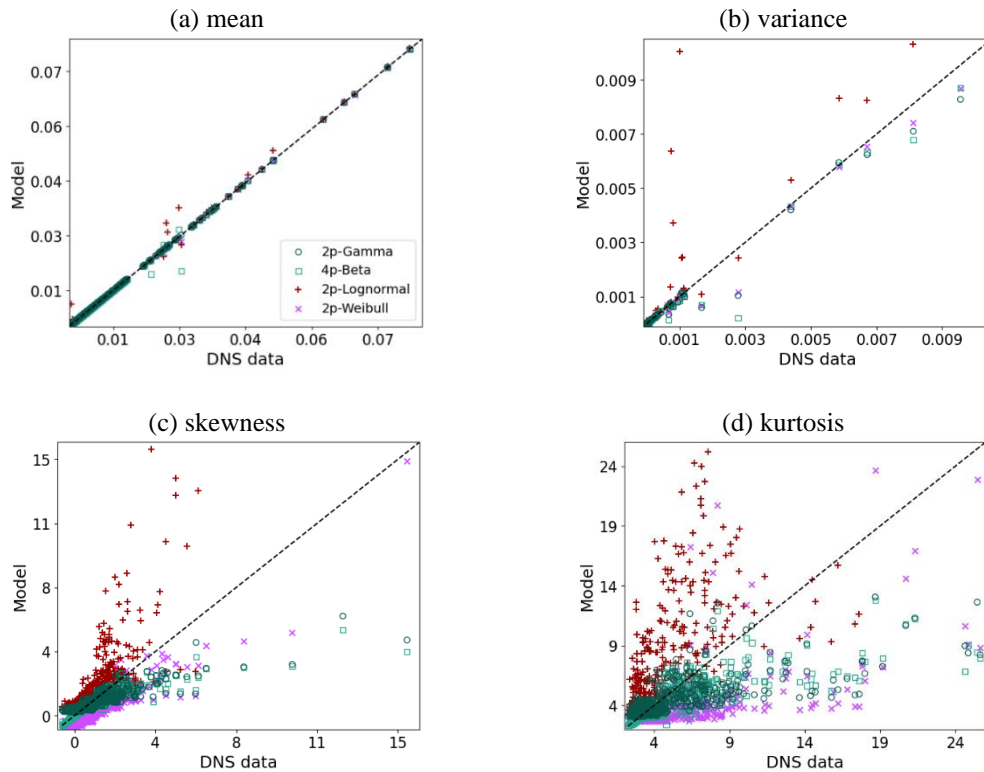 (a) mean
0.07
0.06
0.04
0.03
0.01
Model
0.01
0.03
0.04
0.06
0.07
DNS data
2p-Gamma
4p-Beta
2p-Lognormal
2p-Weibull
(b) variance
0.009
0.007
0.005
0.003
0.001
Model
0.001
0.003
0.005
0.007
0.009
DNS data
(c) skewness
15
11
8
4
0
Model
0
4
8
11
15
DNS data
(d) kurtosis
24
19
14
9
4
Model
4
9
14
19
24
DNS data